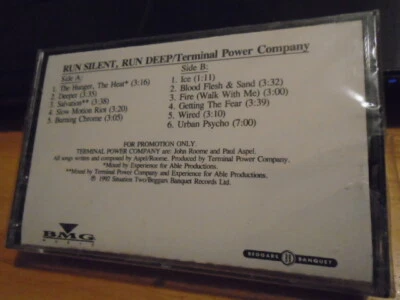 RUN SILENT, RUN DEEP/Terminal Power Company
Side A:
1. The Hunger, The Heat* (3:16)
2. Deeper (3:35)
3. Salvation** (3:38)
4. Slow Motion Riot (3:20)
5. Burning Chrome (3:05)
Side B:
1. Ice (1:11)
2. Blood Flesh & Sand (3:32)
3. Fire (Walk With Me) (3:00)
4. Getting The Fear (3:39)
5. Wired (3:10)
6. Urban Psycho (7:00)
FOR PROMOTION ONLY
TERMINAL POWER COMPANY are: John Roome and Paul Aspel.
All songs written and composed by Aspel/Roome. Produced by Terminal Power Company.
*Mixed by Experience for Able Productions.
**Mixed by Terminal Power Company and Experience for Able Productions.
℗ 1992 Situation Two/Beggars Banquet Records Ltd.
BMG
MUSIC
BEGGARS BANQUET